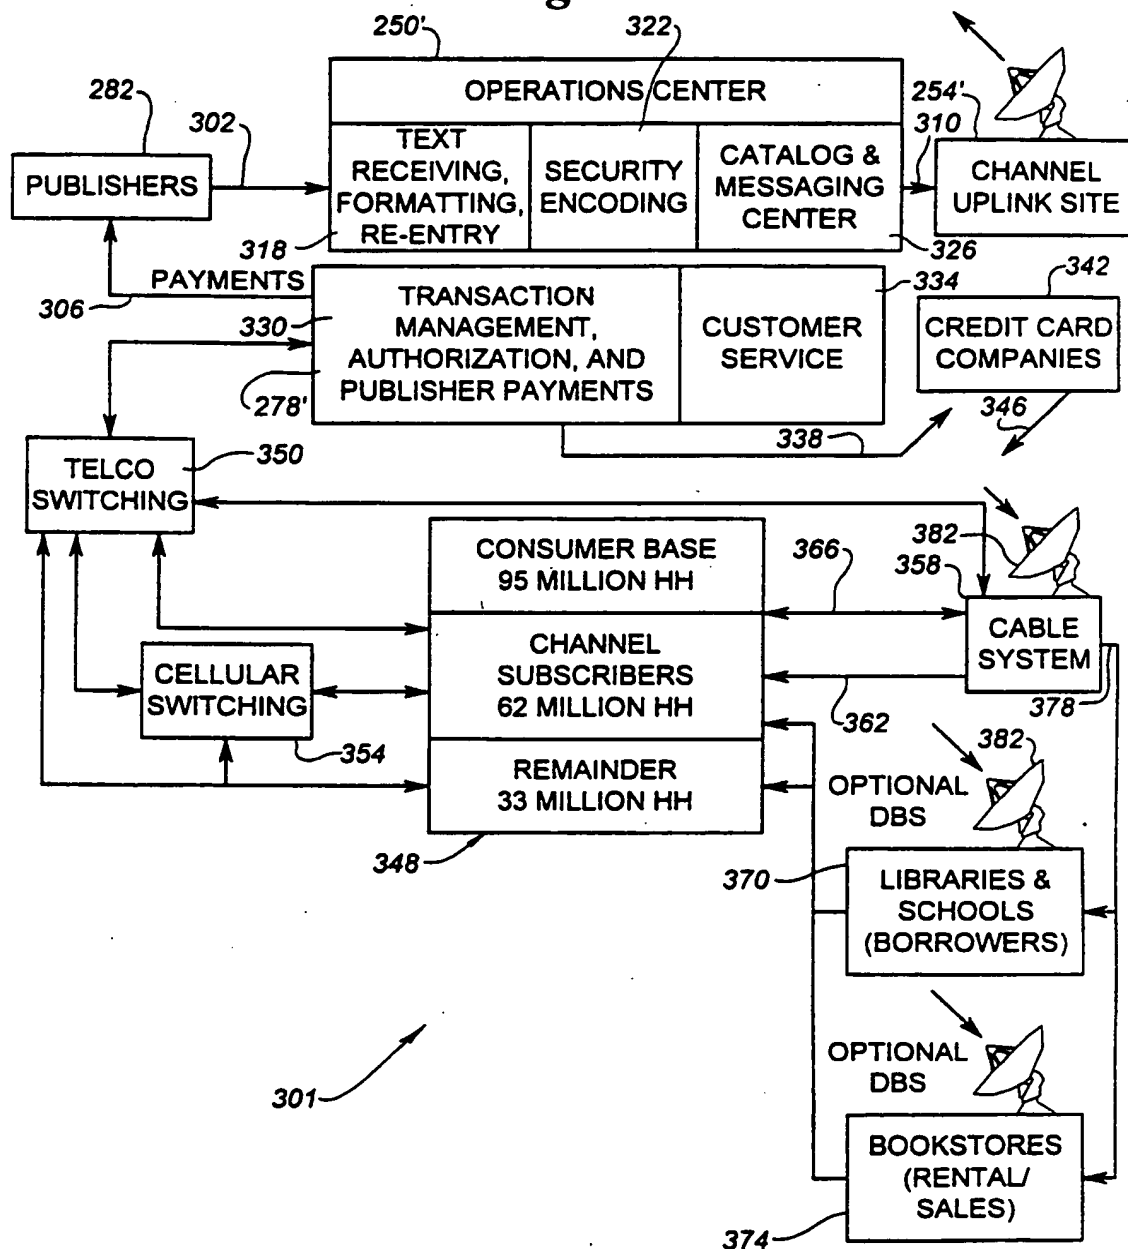 g
250'
322
282
302
OPERATIONS CENTER
254'
310
PUBLISHERS
TEXT
RECEIVING,
FORMATTING,
RE-ENTRY
318
SECURITY
ENCODING
CATALOG &
MESSAGING
CENTER
326
CHANNEL
UPLINK SITE
PAYMENTS
306
330
TRANSACTION
MANAGEMENT,
AUTHORIZATION, AND
PUBLISHER PAYMENTS
278'
CUSTOMER
SERVICE
334
342
CREDIT CARD
COMPANIES
346
338
TELCO
SWITCHING
350
CONSUMER BASE
95 MILLION HH
366
382
358
CHANNEL
SUBSCRIBERS
62 MILLION HH
CABLE
SYSTEM
CELLULAR
SWITCHING
362
378
354
REMAINDER
33 MILLION HH
348
OPTIONAL
DBS
382
370
LIBRARIES &
SCHOOLS
(BORROWERS)
301
OPTIONAL
DBS
BOOKSTORES
(RENTAL/
SALES)
374